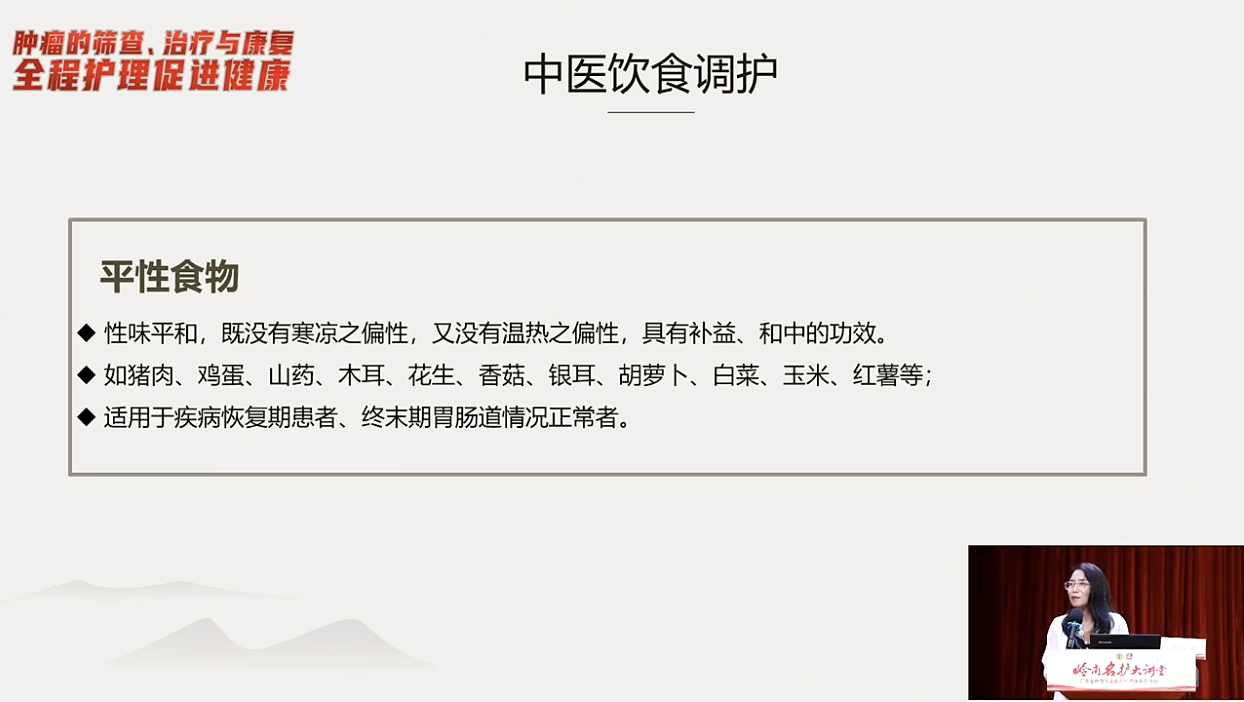 肿瘤的筛查、治疗与康复
全程护理促进健康
中医饮食调护
平性食物
◆ 性味平和，既没有寒凉之偏性，又没有温热之偏性，具有补益、和中的功效。
◆ 如猪肉、鸡蛋、山药、木耳、花生、香菇、银耳、胡萝卜、白菜、玉米、红薯等；
◆ 适用于疾病恢复期患者、终末期胃肠道情况正常者。
岭南名护大讲堂